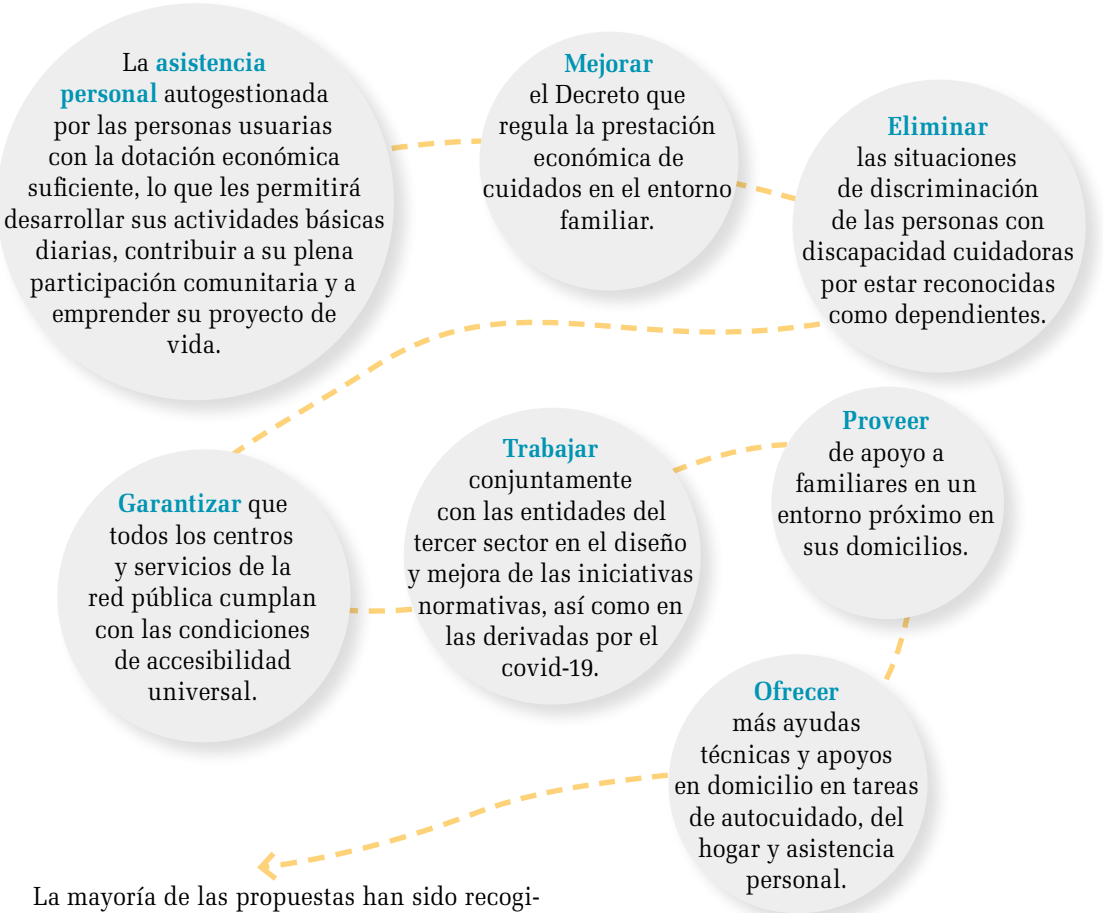 La asistencia
personal autogestionada
por las personas usuarias
con la dotación económica
suficiente, lo que les permitirá
desarrollar sus actividades básicas
diarias, contribuir a su plena
participación comunitaria y a
emprender su proyecto de
vida.
Mejorar
el Decreto que
regula la prestación
económica de
cuidados en el entorno
familiar.
Eliminar
las situaciones
de discriminación
de las personas con
discapacidad cuidadoras
por estar reconocidas
como dependientes.
Garantizar que
todos los centros
y servicios de la
red pública cumplan
con las condiciones
de accesibilidad
universal.
Trabajar
conjuntamente
con las entidades del
tercer sector en el diseño
y mejora de las iniciativas
normativas, así como en
las derivadas por el
covid-19.
Proveer
de apoyo a
familiares en un
entorno próximo en
sus domicilios.
Ofrecer
más ayudas
técnicas y apoyos
en domicilio en tareas
de autocuidado, del
hogar y asistencia
personal.
La mayoría de las propuestas han sido recogi-